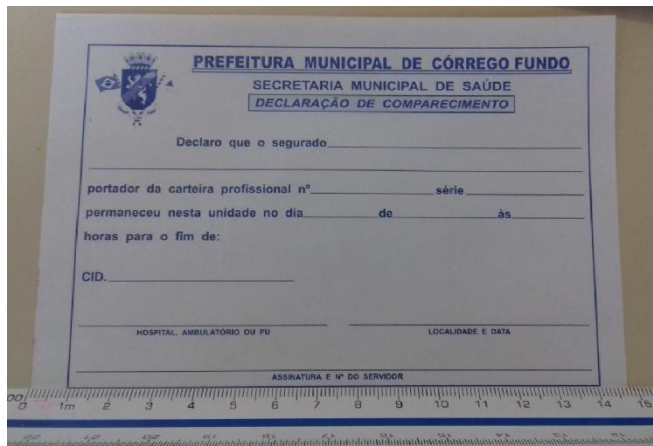 PREFEITURA MUNICIPAL DE CÓRREGO FUNDO
SECRETARIA MUNICIPAL DE SAÚDE
DECLARAÇÃO DE COMPARECIMENTO
Declaro que o segurado
portador da carteira profissional nº série
permaneceu nesta unidade no dia de às
horas para o fim de:
CID.
HOSPITAL, AMBULATÓRIO OU PU LOCALIDADE E DATA
ASSINATURA E Nº DO SERVIDOR
0 1m 2 3 4 5 6 7 8 9 10 11 12 13 14 15